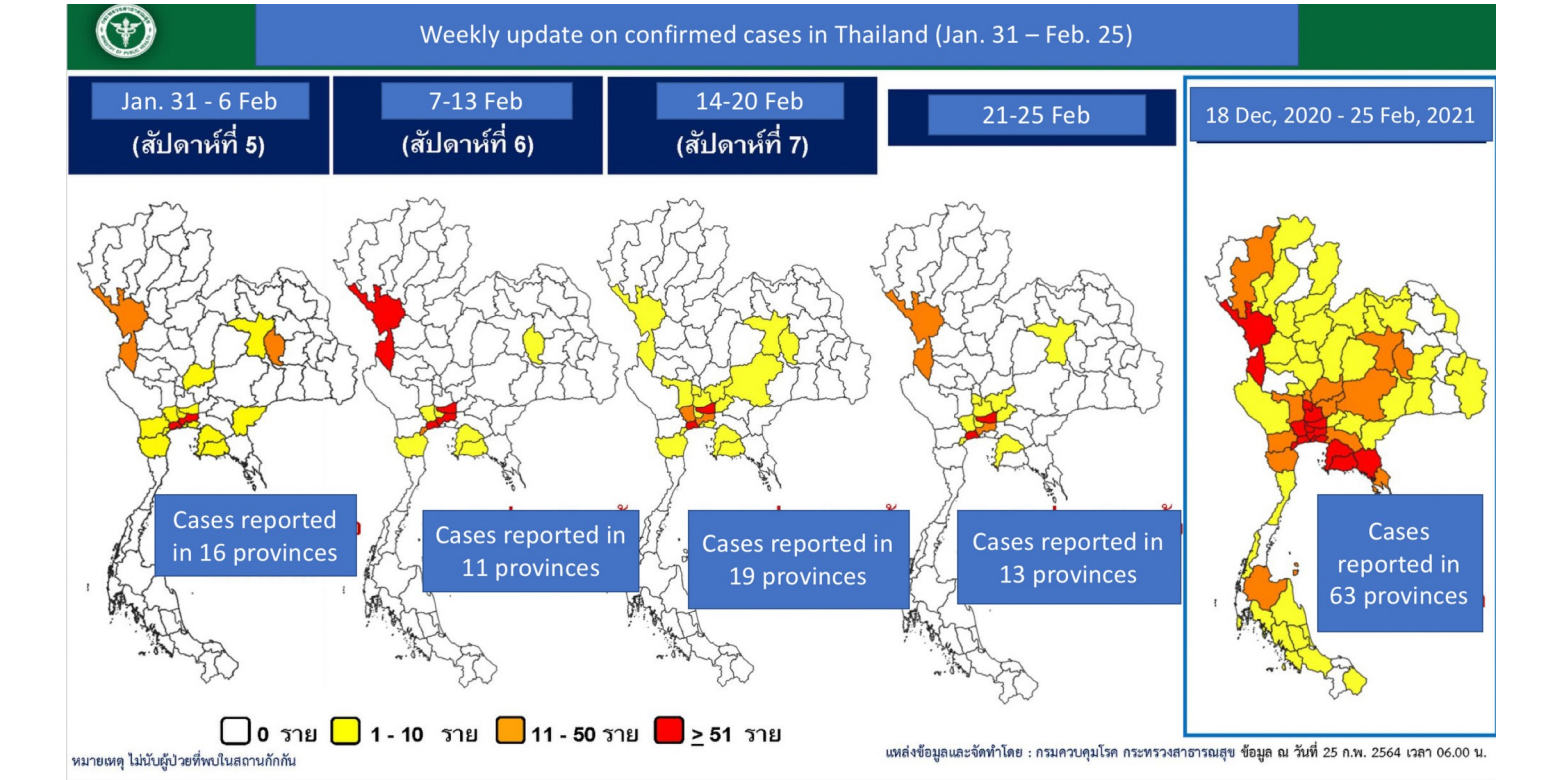 Weekly update on confirmed cases in Thailand (Jan. 31 – Feb. 25)
Jan. 31 - 6 Feb
(สัปดาห์ที่ 5)
7-13 Feb
(สัปดาห์ที่ 6)
14-20 Feb
(สัปดาห์ที่ 7)
21-25 Feb
18 Dec, 2020 - 25 Feb, 2021
Cases reported
in 16 provinces
Cases reported in
11 provinces
Cases reported in
19 provinces
Cases reported in
13 provinces
Cases
reported in
63 provinces
0 ราย 1 - 10 ราย 11 - 50 ราย ≥ 51 ราย
หมายเหตุ ไม่นับผู้ป่วยที่พบในสถานกักกัน
แหล่งข้อมูลและจัดทำโดย : กรมควบคุมโรค กระทรวงสาธารณสุข ข้อมูล ณ วันที่ 25 ก.พ. 2564 เวลา 06.00 น.